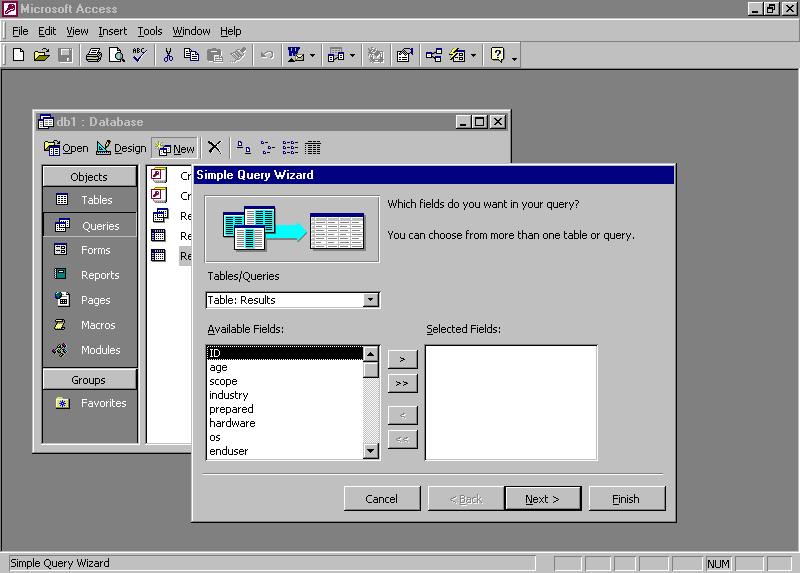 Microsoft Access
File Edit View Insert Tools Window Help
db1 : Database
Open Design New
Objects
Tables
Queries
Forms
Reports
Pages
Macros
Modules
Groups
Favorites
Cr
Cr
Re
Re
Re
Simple Query Wizard
Which fields do you want in your query?
You can choose from more than one table or query.
Tables/Queries
Table: Results
Available Fields:
Selected Fields:
ID
age
scope
industry
prepared
hardware
os
enduser
>
>>
<
<<
Cancel < Back Next > Finish
Simple Query Wizard NUM